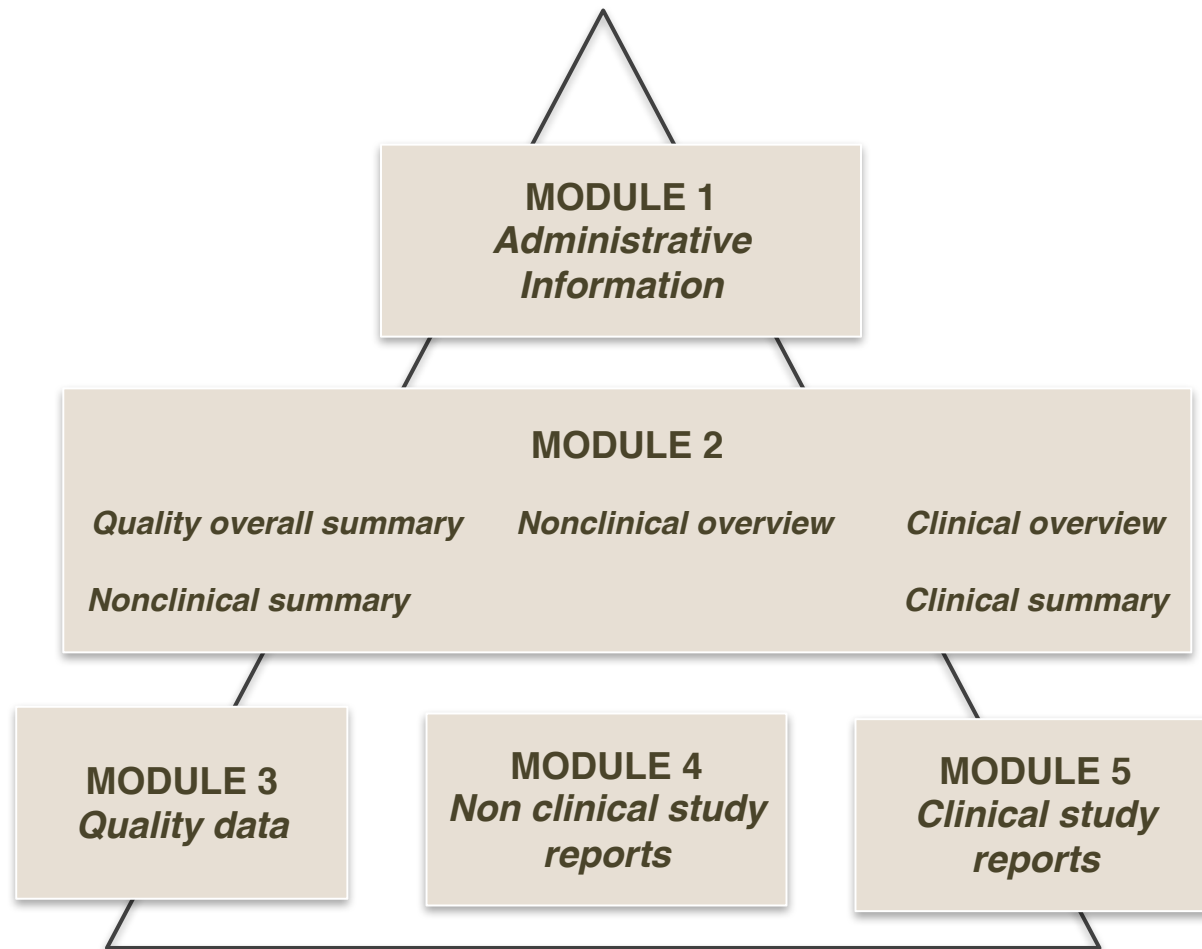 MODULE 1
Administrative
Information
MODULE 2
Quality overall summary Nonclinical overview Clinical overview
Nonclinical summary Clinical summary
MODULE 3
Quality data
MODULE 4
Non clinical study
reports
MODULE 5
Clinical study
reports